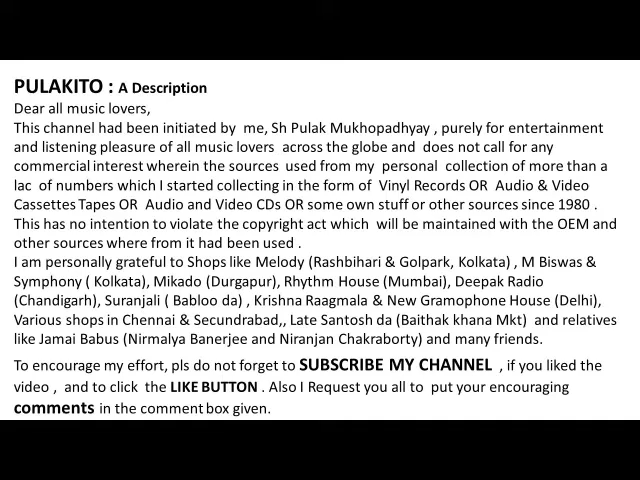 PULAKITO : A Description
Dear all music lovers,
This channel had been initiated by me, Sh Pulak Mukhopadhyay , purely for entertainment
and listening pleasure of all music lovers across the globe and does not call for any
commercial interest wherein the sources used from my personal collection of more than a
lac of numbers which I started collecting in the form of Vinyl Records OR Audio & Video
Cassettes Tapes OR Audio and Video CDs OR some own stuff or other sources since 1980 .
This has no intention to violate the copyright act which will be maintained with the OEM and
other sources where from it had been used .
I am personally grateful to Shops like Melody (Rashbihari & Golpark, Kolkata) , M Biswas &
Symphony ( Kolkata), Mikado (Durgapur), Rhythm House (Mumbai), Deepak Radio
(Chandigarh), Suranjali ( Babloo da) , Krishna Raagmala & New Gramophone House (Delhi),
Various shops in Chennai & Secundrabad,, Late Santosh da (Baithak khana Mkt) and relatives
like Jamai Babus (Nirmalya Banerjee and Niranjan Chakraborty) and many friends.
To encourage my effort, pls do not forget to SUBSCRIBE MY CHANNEL , if you liked the
video , and to click the LIKE BUTTON . Also I Request you all to put your encouraging
comments in the comment box given.